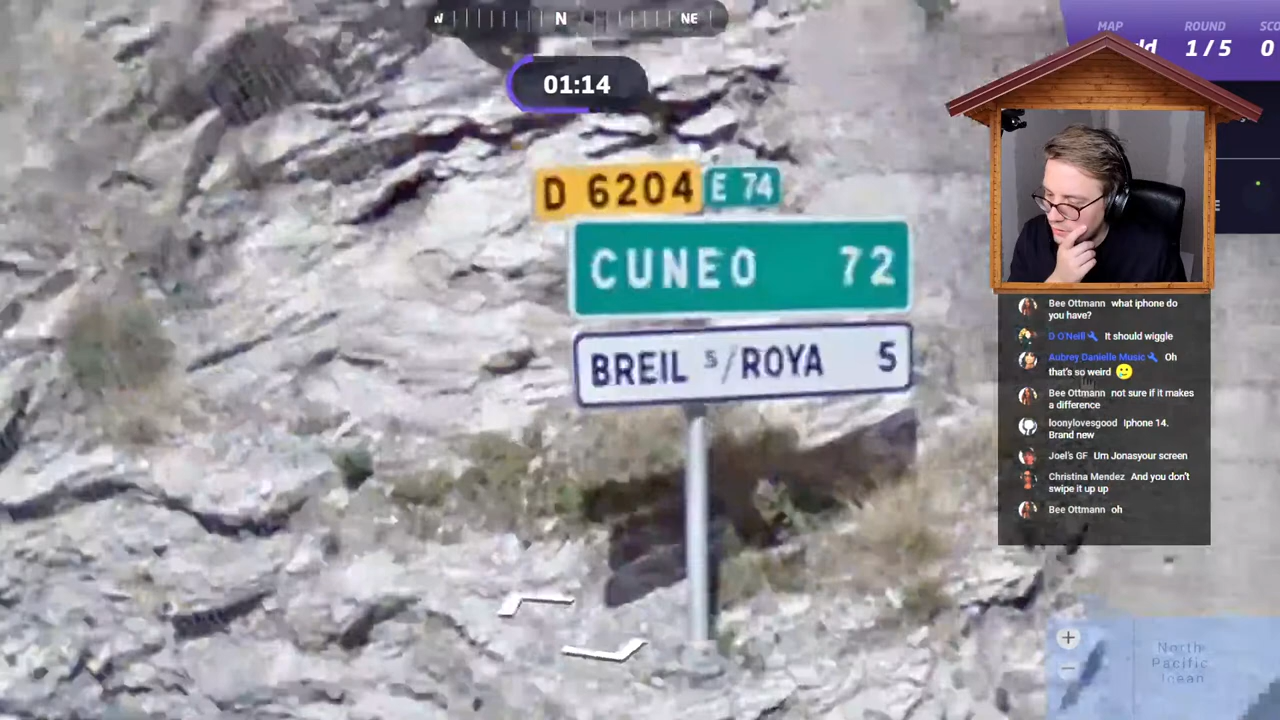 W N NE
MAP ROUND SCO
ld 1 / 5 0
01:14
D 6204 E 74
CUNEO 72
BREIL S/ROYA 5
E
Bee Ottmann what iphone do
you have?
D O'Neill It should wiggle
Aubrey Danielle Music Oh
that's so weird 🥲
Bee Ottmann not sure if it makes
a difference
loonylovesgood Iphone 14.
Brand new
Joel's GF Um Jonasyour screen
Christina Mendez And you don't
swipe it up up
Bee Ottmann oh
+
−
North
Pacific